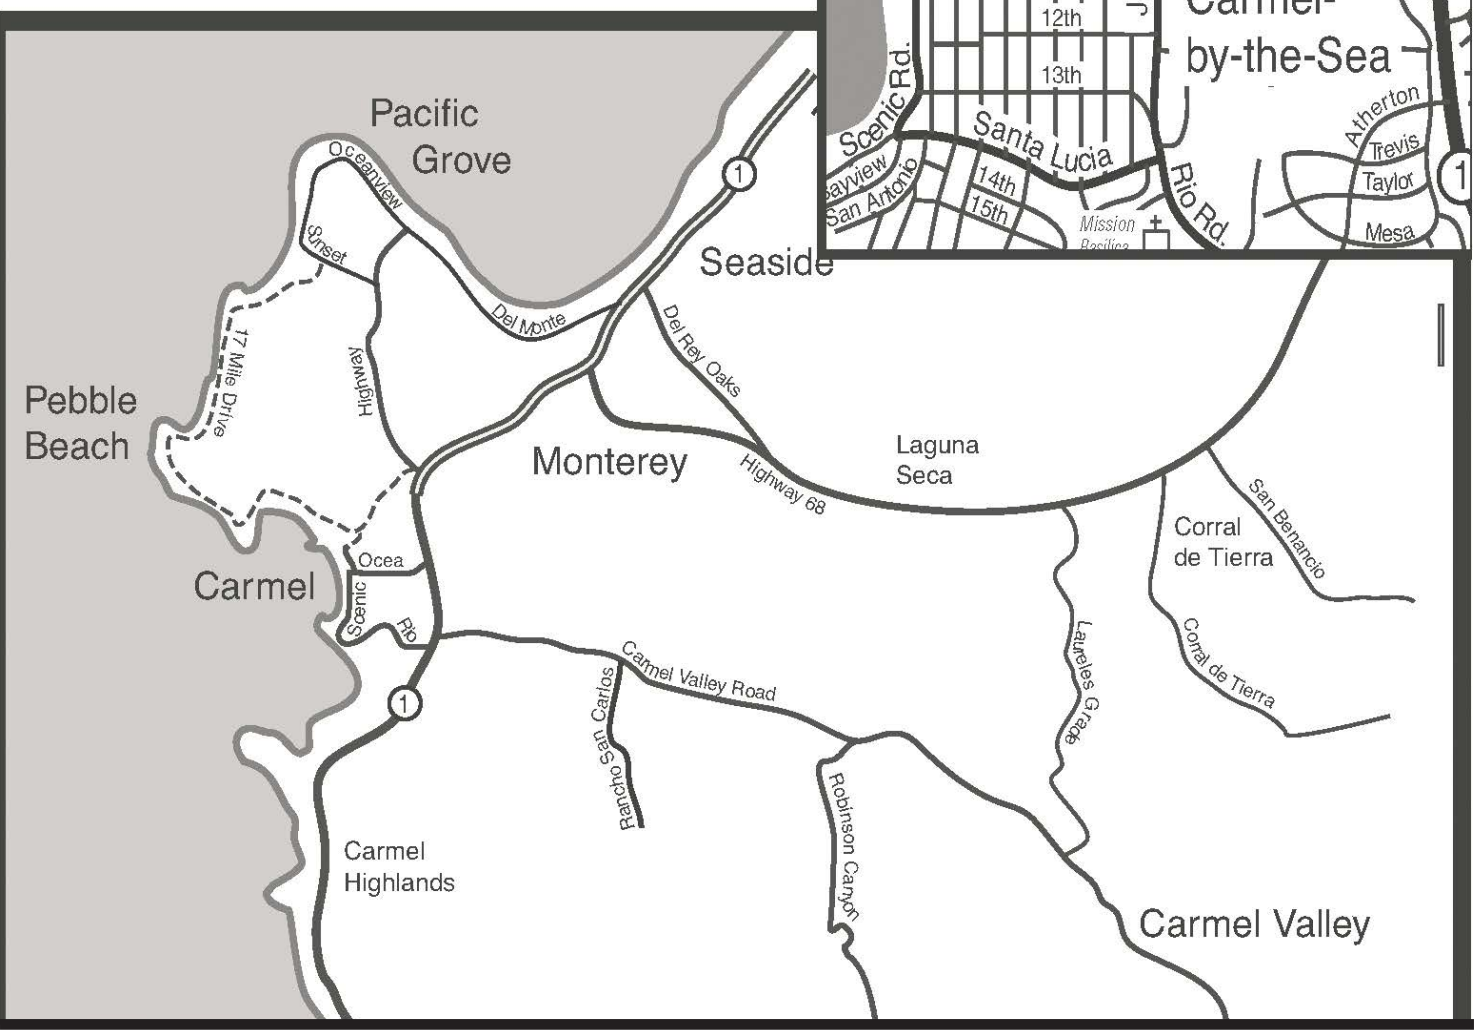 Pacific
Grove
Oceanview
Sunset
1
Seaside
Del Monte
Del Rey Oaks
17 Mile Drive
Highway
Pebble
Beach
Monterey
Highway 68
Laguna
Seca
Corral
de Tierra
San Benancio
Carmel
Ocea
Scenic
Rio
1
Carmel Valley Road
Rancho San Carlos
Laureles Grade
Corral de Tierra
Robinson Canyon
Carmel
Highlands
Carmel Valley
12th
13th
Carmel-
by-the-Sea
Scenic Rd.
Santa Lucia
ayview
San Antonio
14th
15th
Mission
Basilica
Rio Rd.
Atherton
Trevis
Taylor
Mesa
1